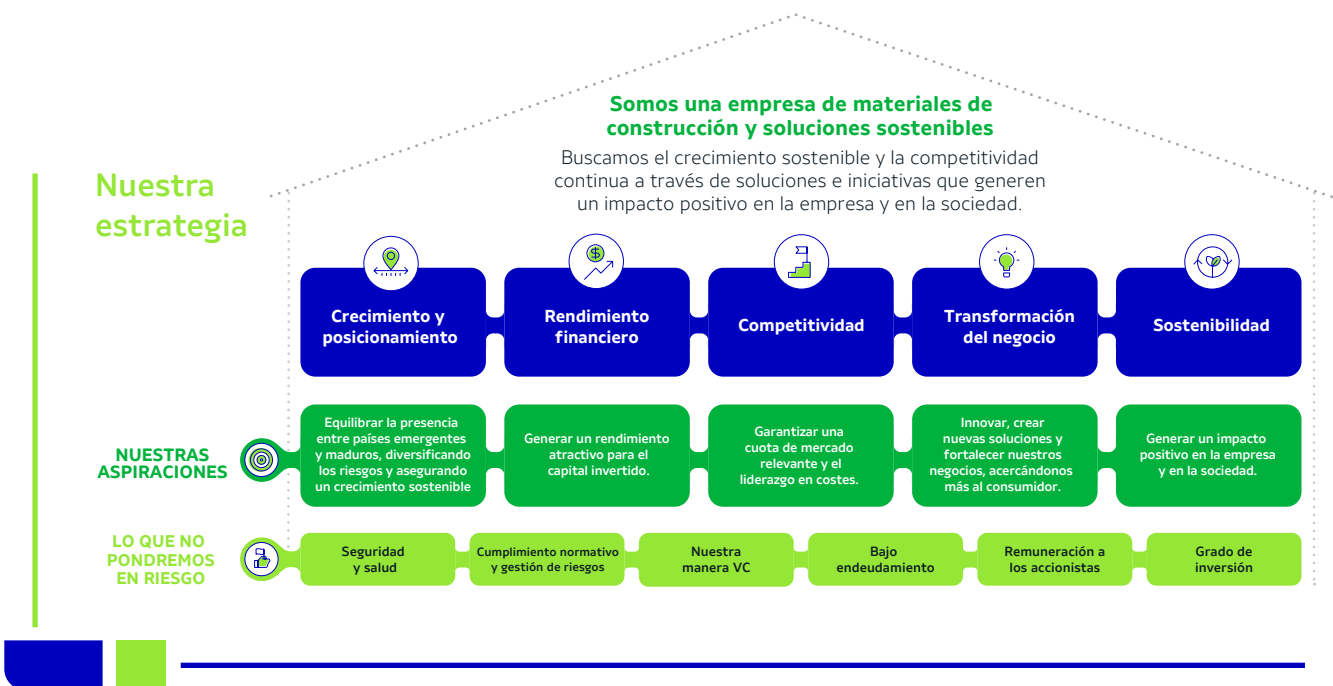 Somos una empresa de materiales de
construcción y soluciones sostenibles
Buscamos el crecimiento sostenible y la competitividad
continua a través de soluciones e iniciativas que generen
un impacto positivo en la empresa y en la sociedad.
Nuestra
estrategia
$
Crecimiento y
posicionamiento
Rendimiento
financiero
Competitividad
Transformación
del negocio
Sostenibilidad
NUESTRAS
ASPIRACIONES
Equilibrar la presencia
entre países emergentes
y maduros, diversificando
los riesgos y asegurando
un crecimiento sostenible
Generar un rendimiento
atractivo para el
capital invertido.
Garantizar una
cuota de mercado
relevante y el
liderazgo en costes.
Innovar, crear
nuevas soluciones y
fortalecer nuestros
negocios, acercándonos
más al consumidor.
Generar un impacto
positivo en la empresa
y en la sociedad.
LO QUE NO
PONDREMOS
EN RIESGO
Seguridad
y salud
Cumplimiento normativo
y gestión de riesgos
Nuestra
manera VC
Bajo
endeudamiento
Remuneración a
los accionistas
Grado de
inversión